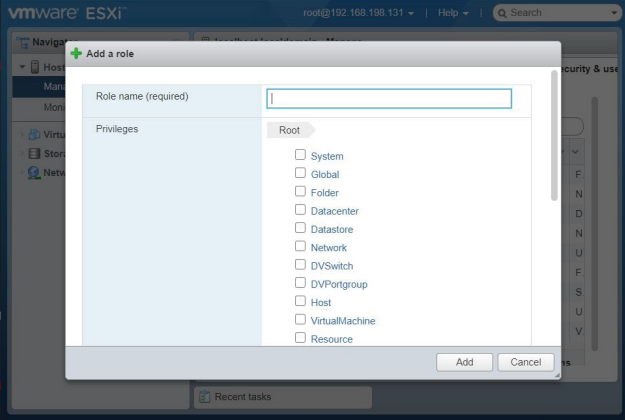 vmware ESXi
root@192.168.198.131 | Help | Search
Navigator
Add a role
Host
ecurity & use
Mana
Role name (required)
Moni
Privileges
Root
Virtu
System
Stora
Global
F
Netw
Folder
N
Datacenter
D
Datastore
N
Network
U
DVSwitch
F
DVPortgroup
S
Host
U
VirtualMachine
V
Resource
Add
Cancel
ns
Recent tasks